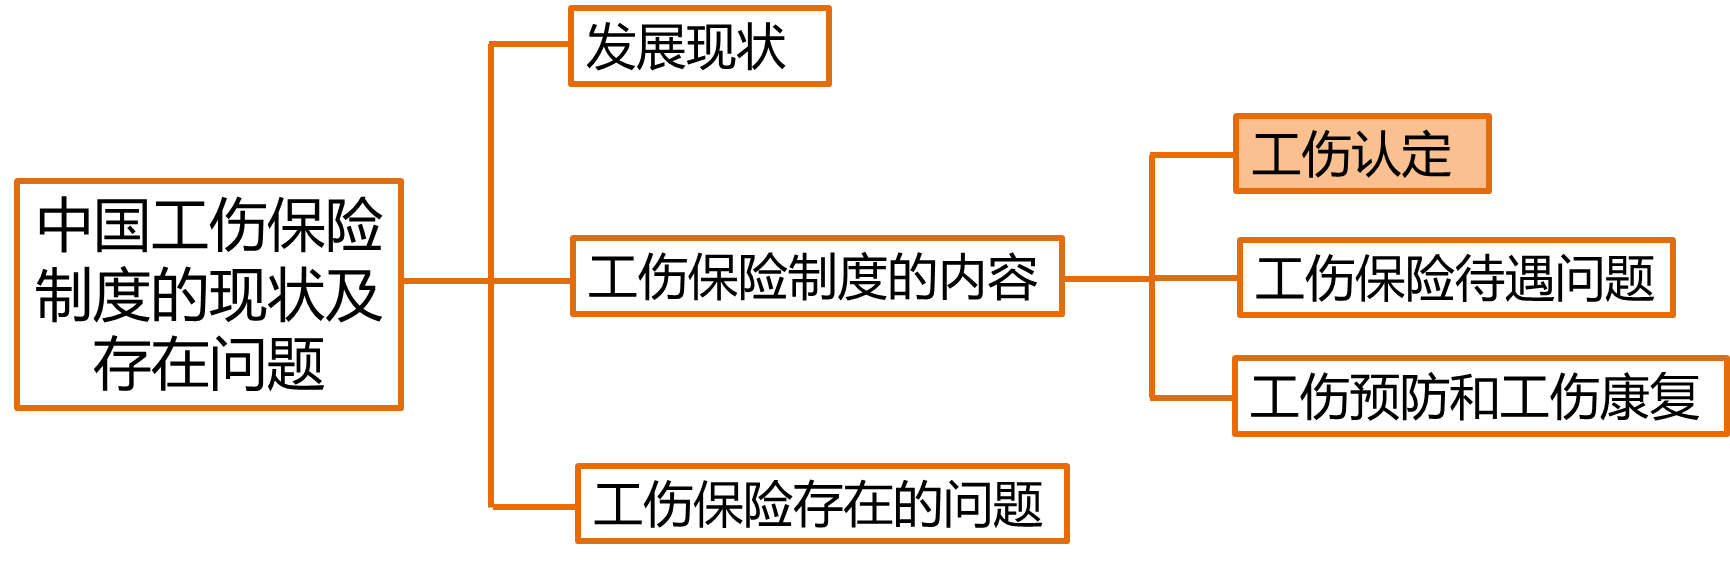 发展现状
工伤认定
中国工伤保险
制度的现状及
存在问题
工伤保险制度的内容
工伤保险待遇问题
工伤预防和工伤康复
工伤保险存在的问题